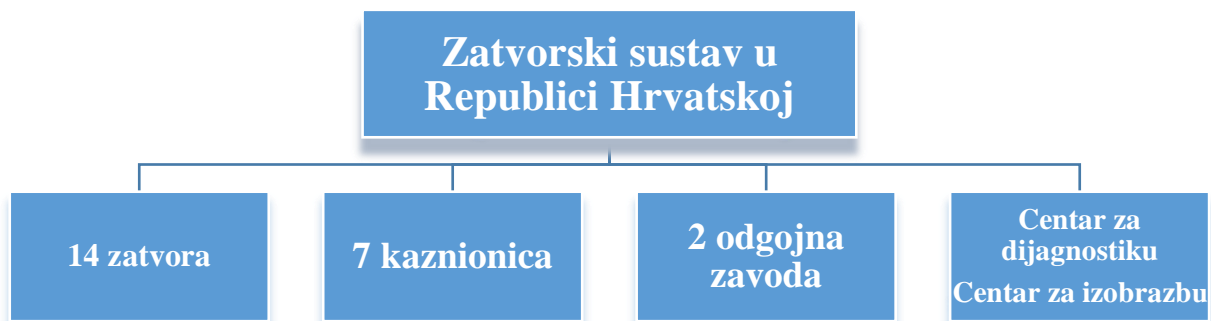 Zatvorski sustav u
Republici Hrvatskoj
14 zatvora
7 kaznionica
2 odgojna
zavoda
Centar za
dijagnostiku
Centar za izobrazbu